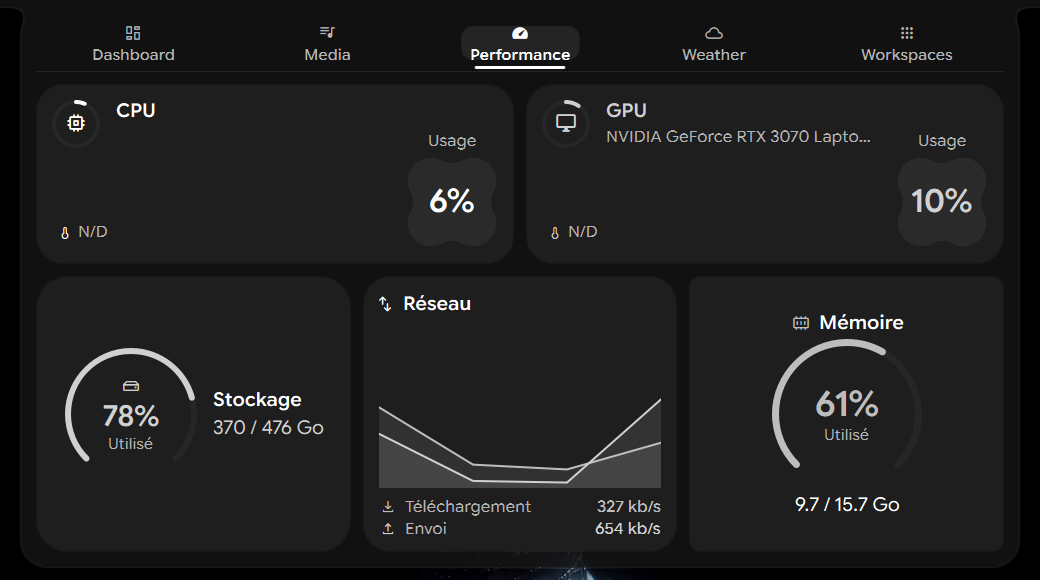 Dashboard
Media
Performance
Weather
Workspaces
CPU
Usage
6%
N/D
GPU
NVIDIA GeForce RTX 3070 Lapto...
Usage
10%
N/D
78%
Utilisé
Stockage
370 / 476 Go
Réseau
Téléchargement 327 kb/s
Envoi 654 kb/s
Mémoire
61%
Utilisé
9.7 / 15.7 Go